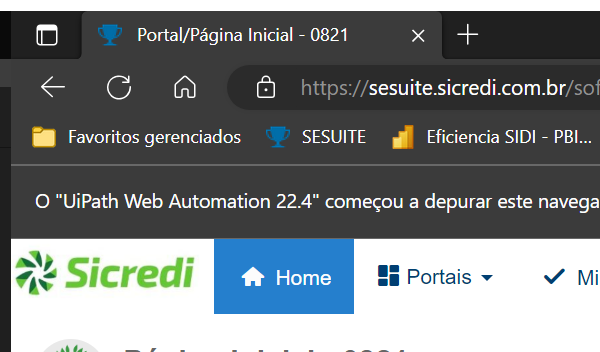 Portal/Página Inicial - 0821
https://sesuite.sicredi.com.br/sof
Favoritos gerenciados SESUITE Eficiencia SIDI - PBI...
O "UiPath Web Automation 22.4" começou a depurar este navega
Sicredi Home Portais Mi